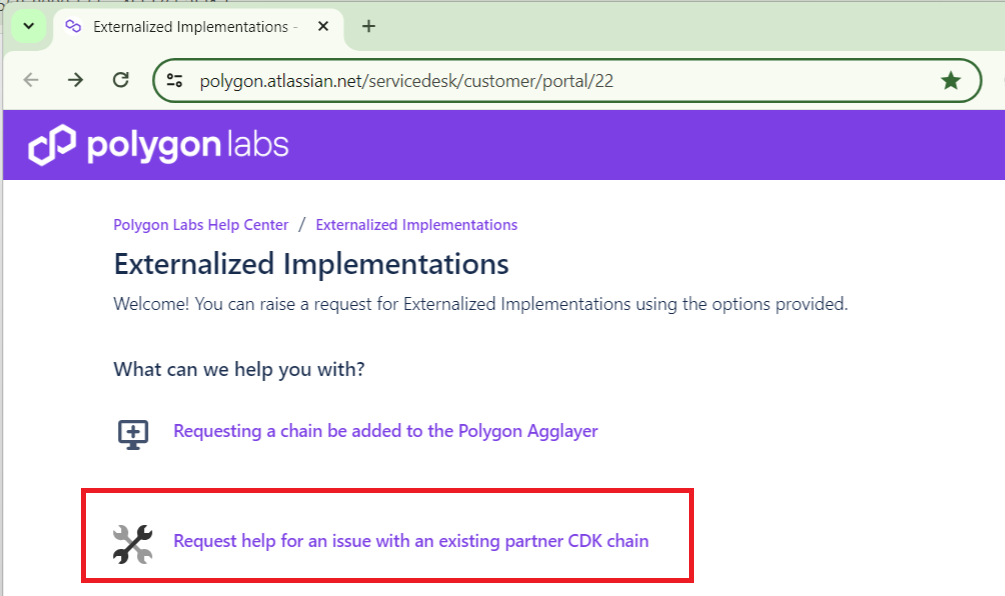 Externalized Implementations -
polygon.atlassian.net/servicedesk/customer/portal/22
polygon labs
Polygon Labs Help Center / Externalized Implementations
Externalized Implementations
Welcome! You can raise a request for Externalized Implementations using the options provided.
What can we help you with?
Requesting a chain be added to the Polygon Agglayer
Request help for an issue with an existing partner CDK chain